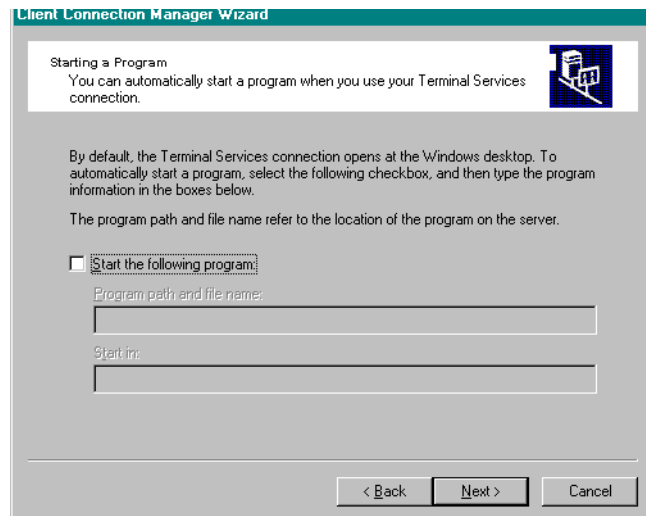 Client Connection Manager Wizard
Starting a Program
You can automatically start a program when you use your Terminal Services
connection.
By default, the Terminal Services connection opens at the Windows desktop. To
automatically start a program, select the following checkbox, and then type the program
information in the boxes below.
The program path and file name refer to the location of the program on the server.
Start the following program:
Program path and file name:
Start in:
< Back
Next >
Cancel